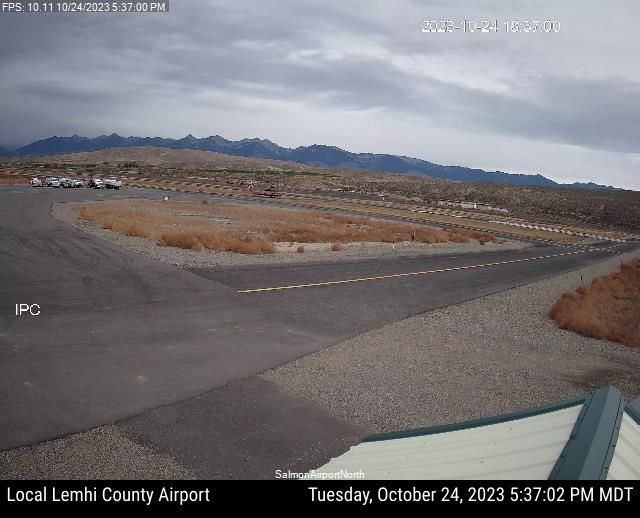 FPS: 10.11 10/24/2023 5:37:00 PM
2023-10-24 18:37:00
IPC
SalmonAirportNorth
Local Lemhi County Airport Tuesday, October 24, 2023 5:37:02 PM MDT